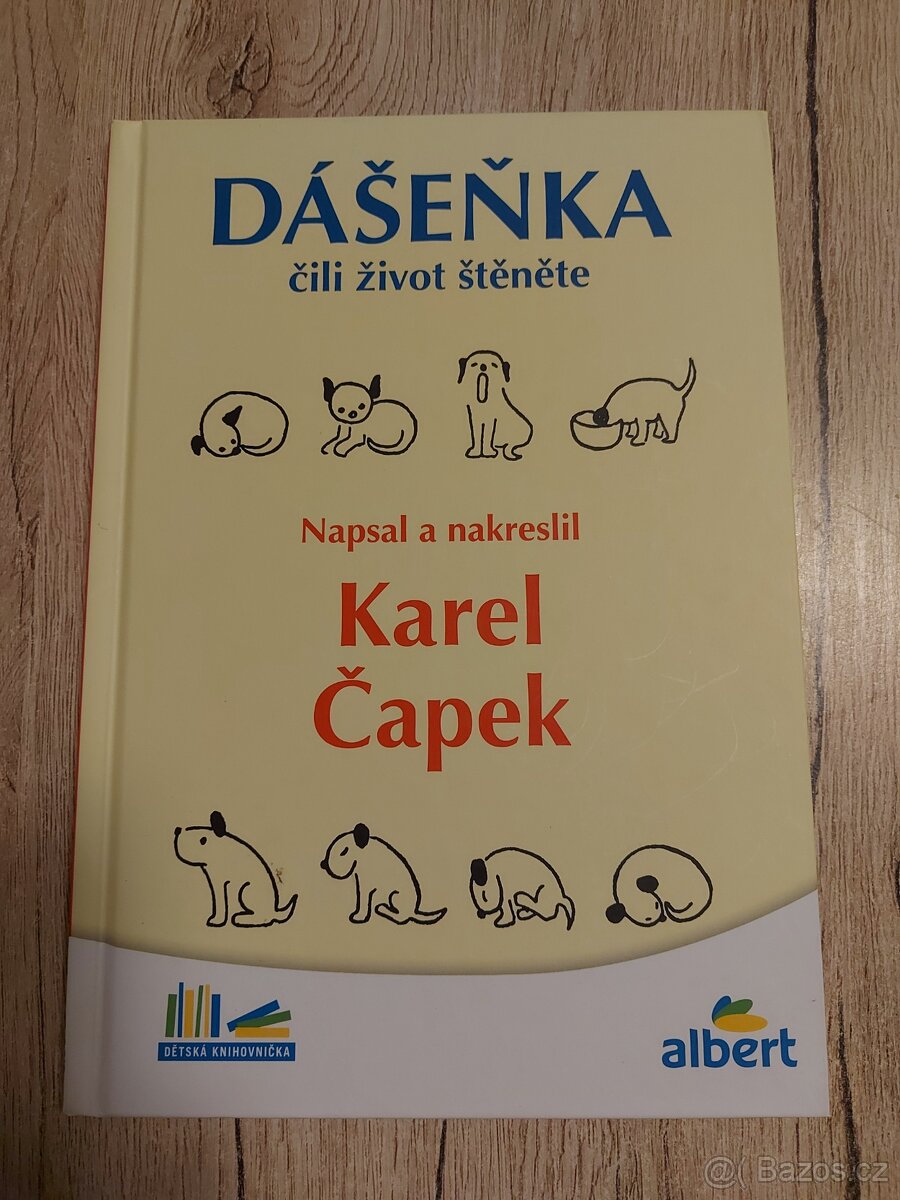 DÁŠEŇKA
čili život štěněte
Napsal a nakreslil
Karel
Čapek
DĚTSKÁ KNIHOVNIČKA
albert
@( Bazos.cz